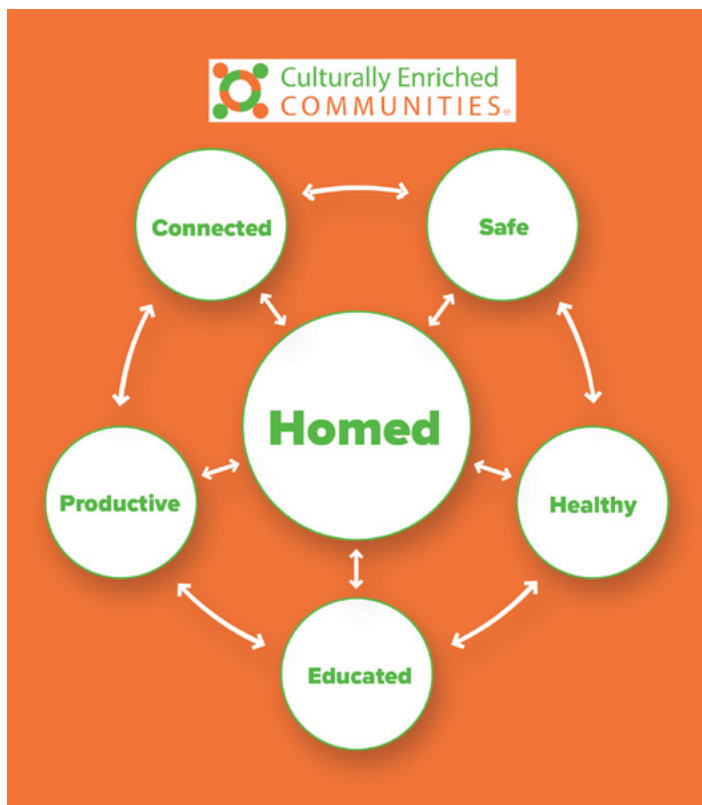 Culturally Enriched
COMMUNITIES
Connected
Safe
Homed
Productive
Healthy
Educated